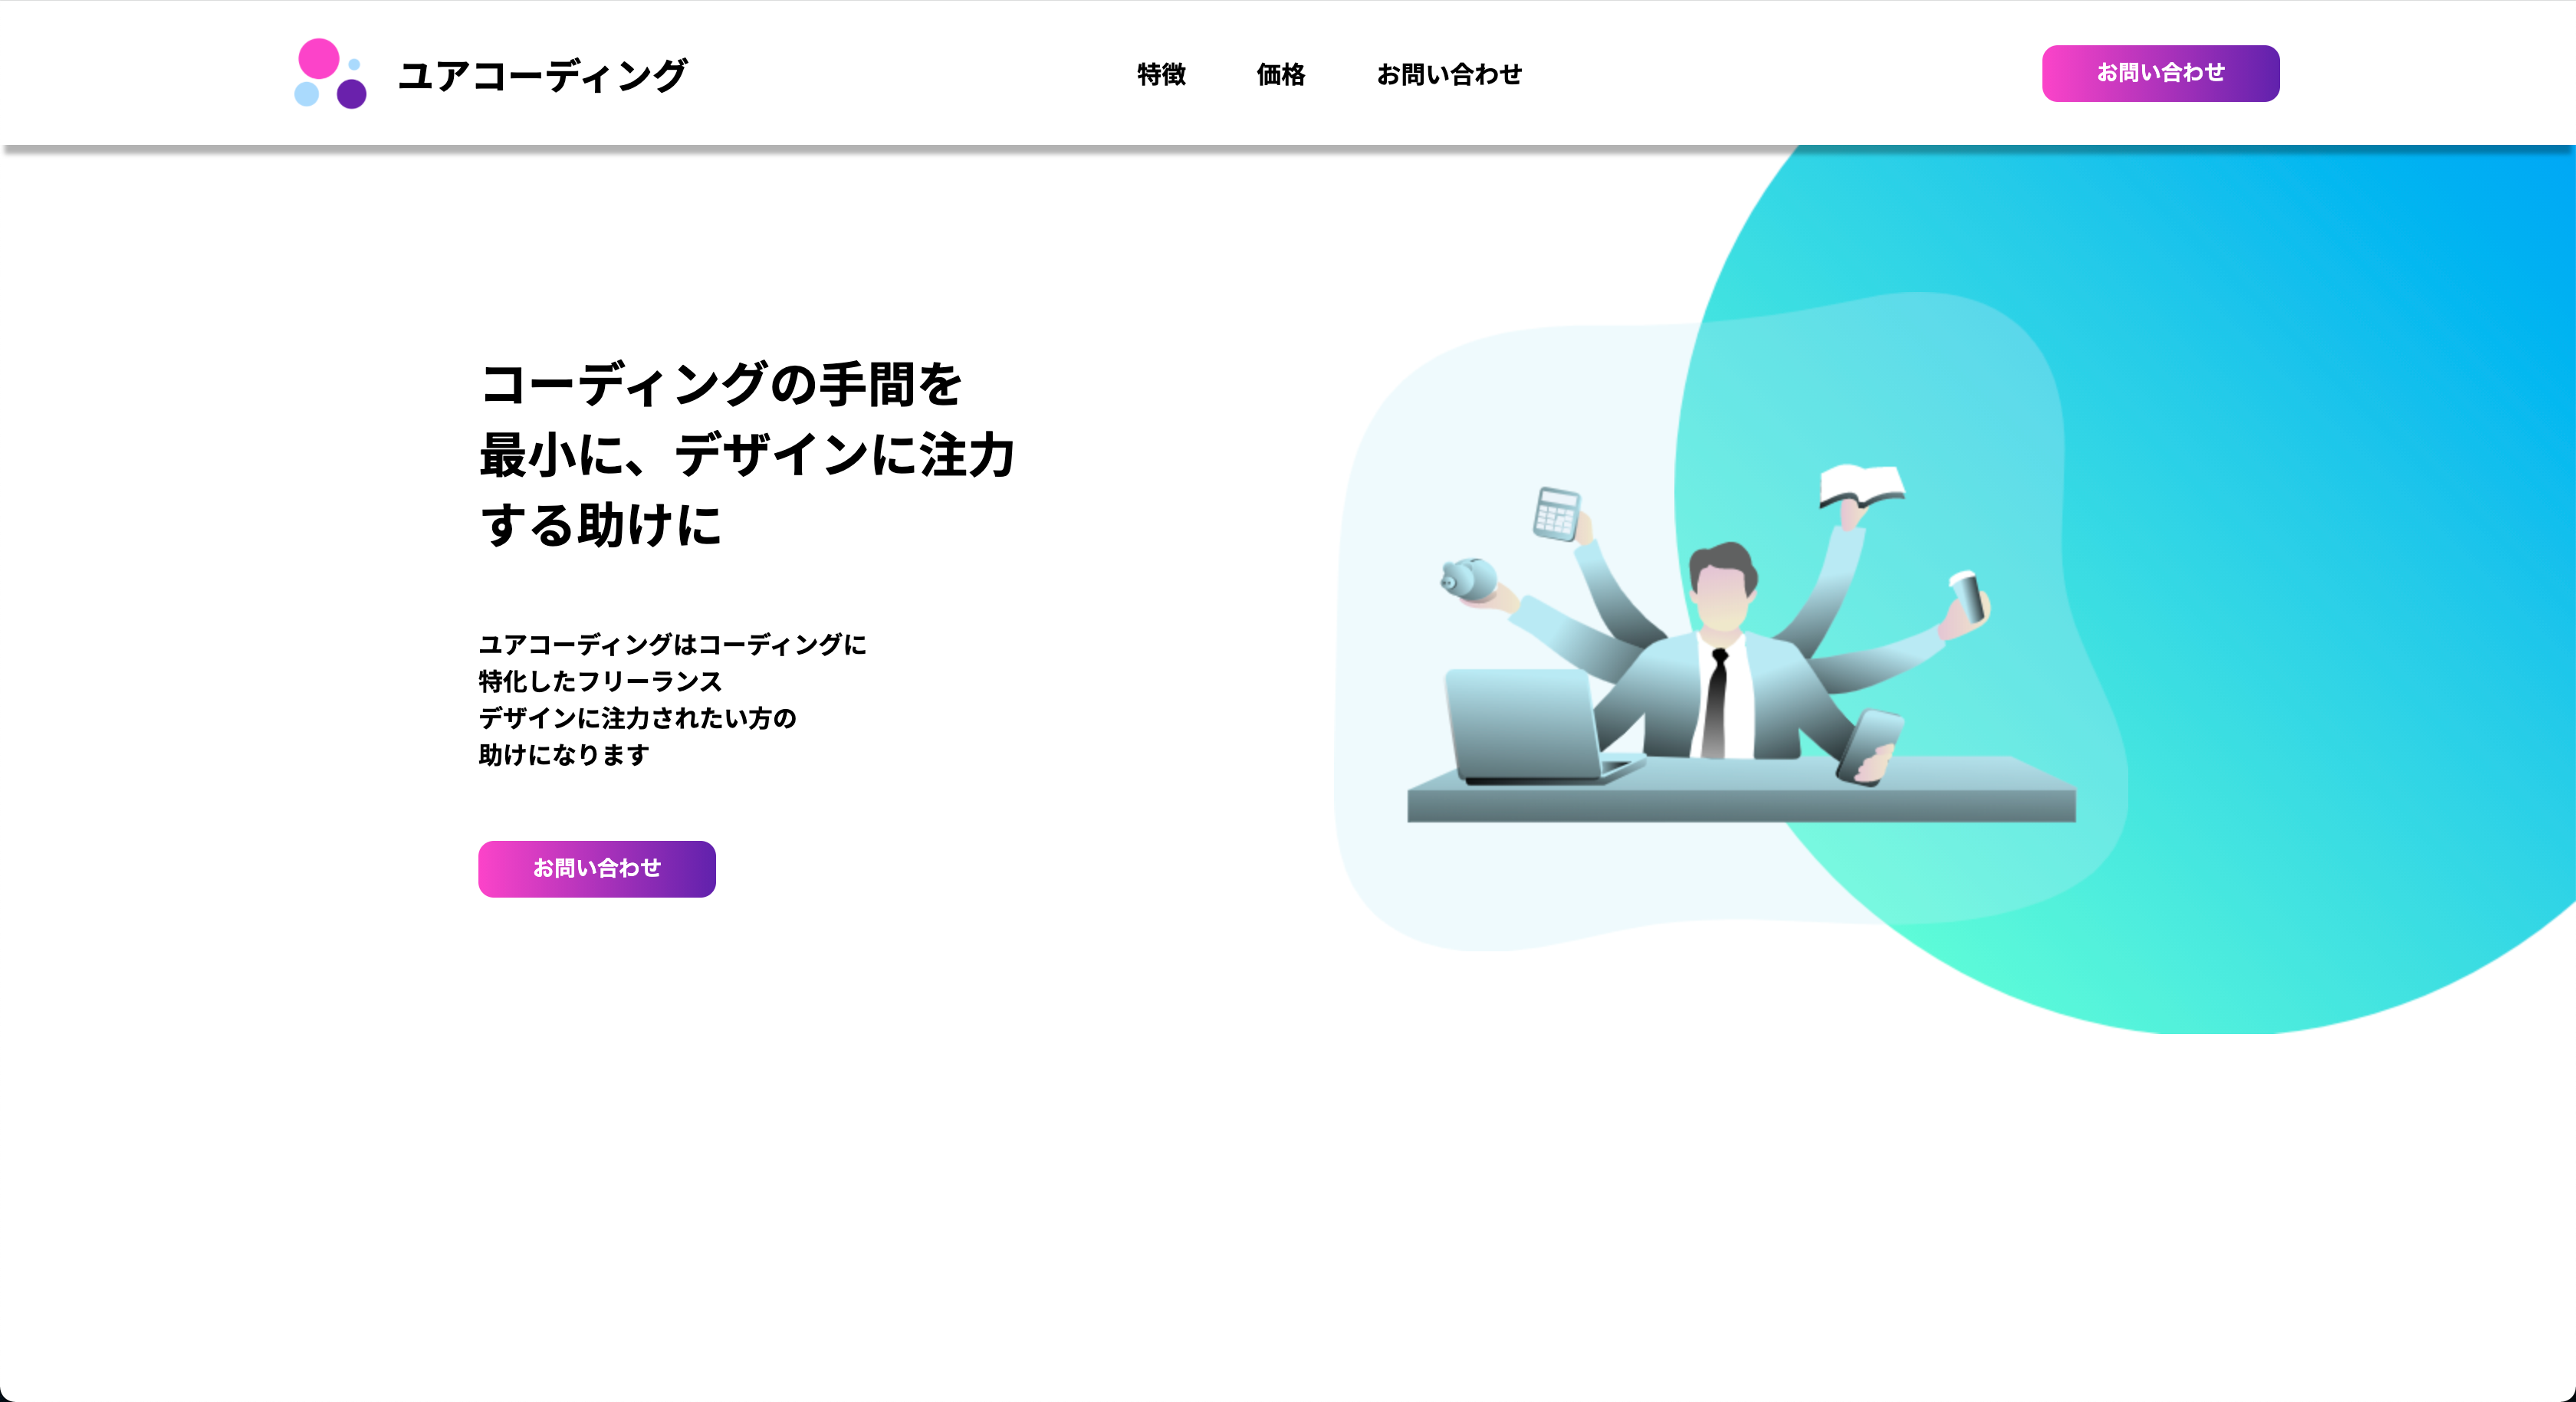 ユアコーディング
特徴
価格
お問い合わせ
お問い合わせ
コーディングの手間を
最小に、デザインに注力
する助けに
ユアコーディングはコーディングに
特化したフリーランス
デザインに注力されたい方の
助けになります
お問い合わせ